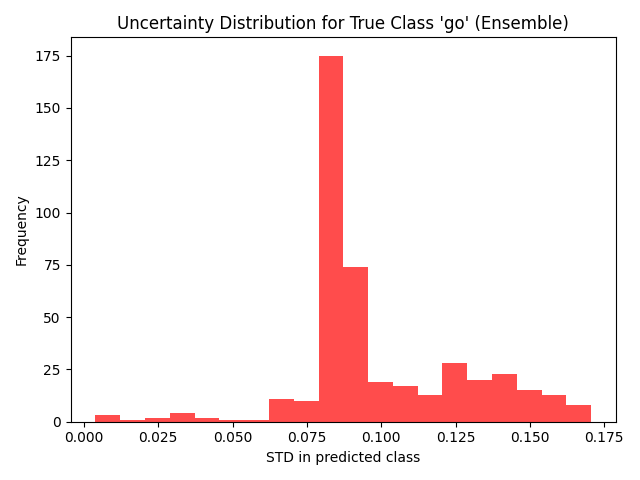 Uncertainty Distribution for True Class 'go' (Ensemble)
175
150
125
100
75
50
25
0
Frequency
0.000 0.025 0.050 0.075 0.100 0.125 0.150 0.175
STD in predicted class